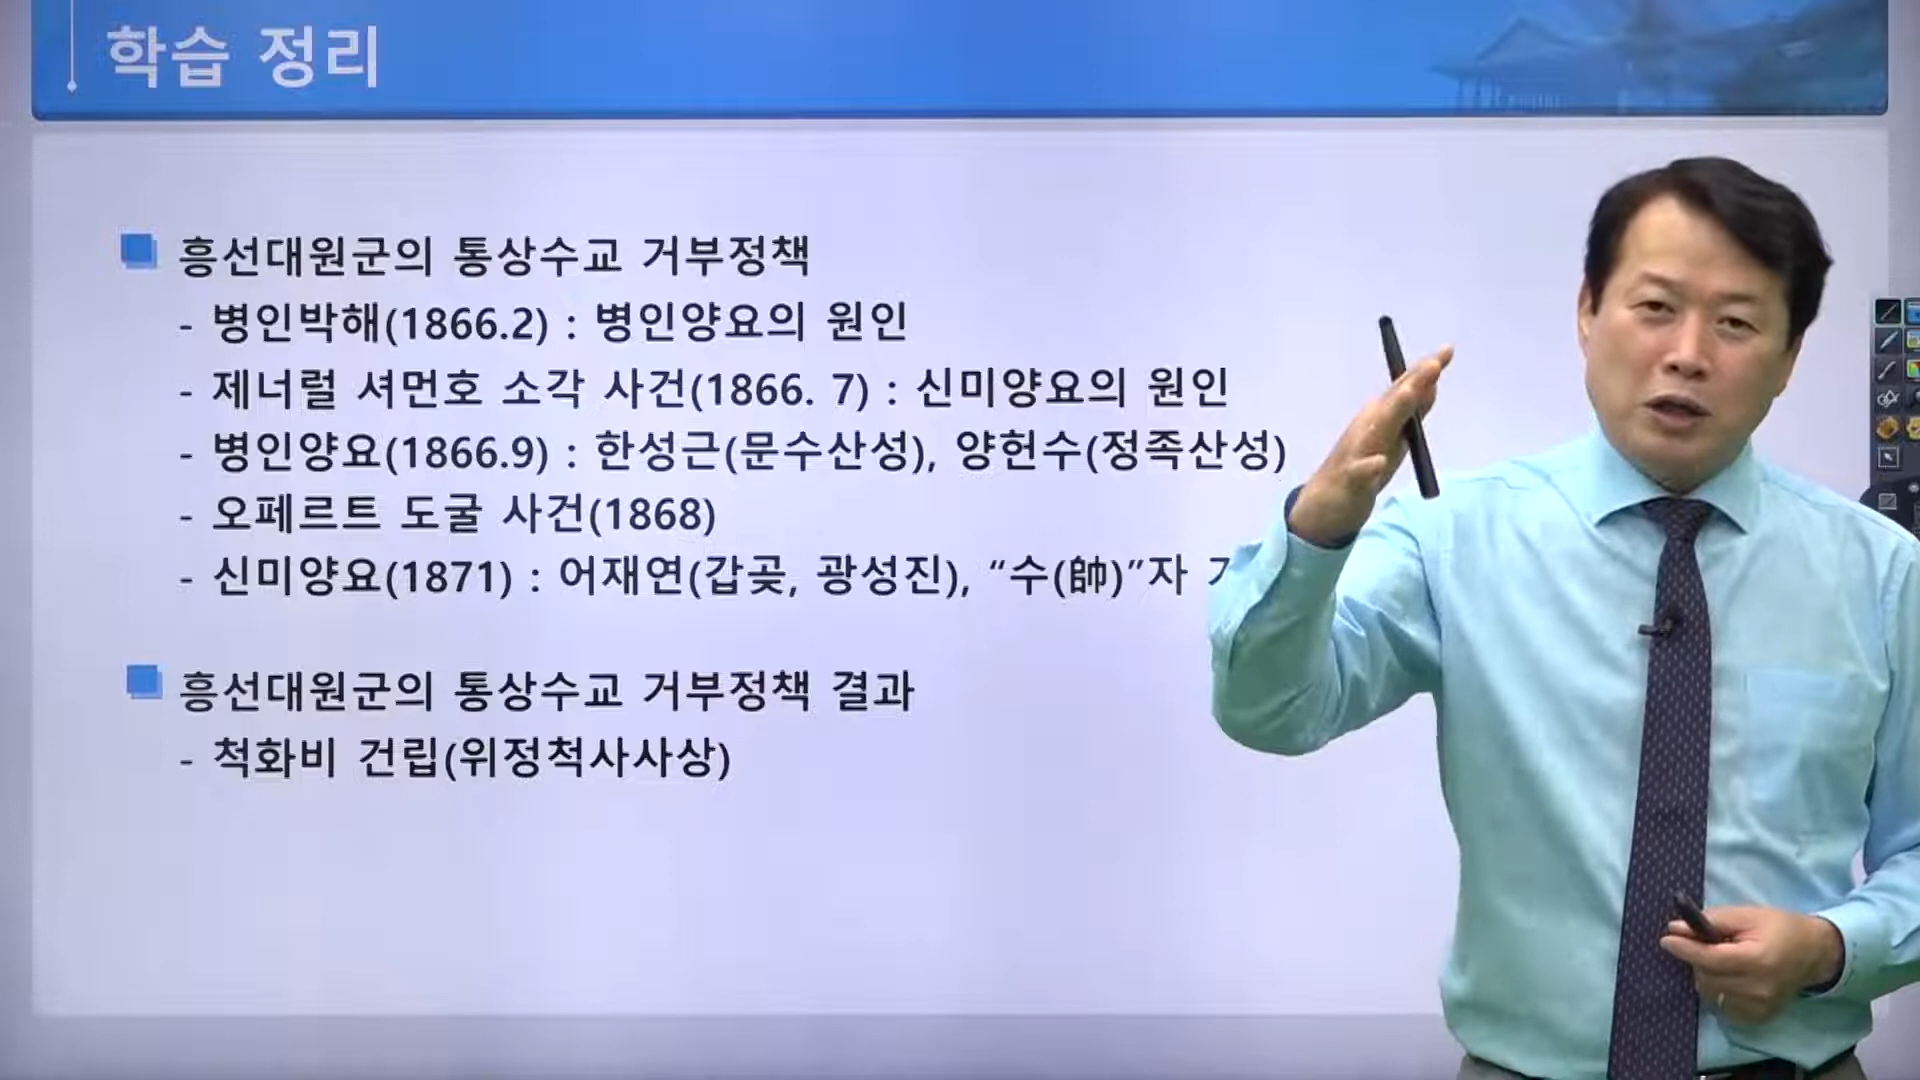 학습 정리
흥선대원군의 통상수교 거부정책
- 병인박해(1866.2) : 병인양요의 원인
- 제너럴 셔먼호 소각 사건(1866. 7) : 신미양요의 원인
- 병인양요(1866.9) : 한성근(문수산성), 양헌수(정족산성)
- 오페르트 도굴 사건(1868)
- 신미양요(1871) : 어재연(갑곶, 광성진), “수(帥)”자
흥선대원군의 통상수교 거부정책 결과
- 척화비 건립(위정척사사상)